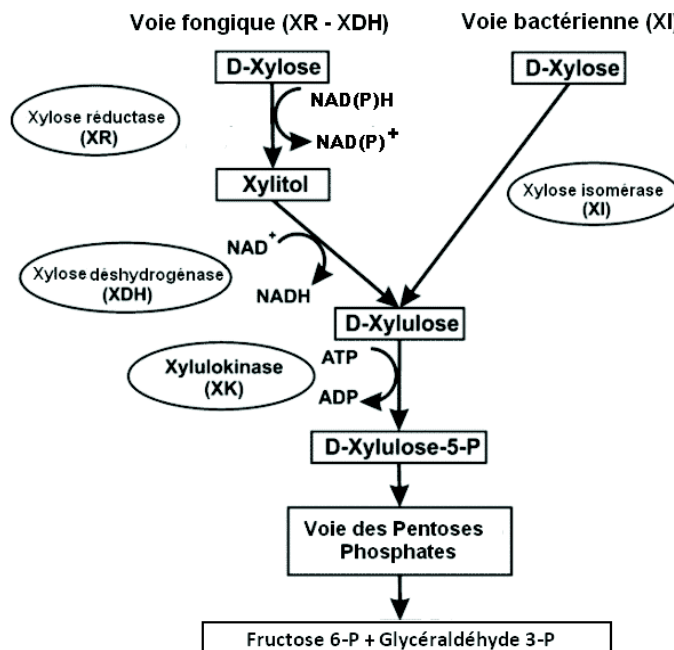 Voie fongique (XR - XDH)
Voie bactérienne (XI)
D-Xylose
D-Xylose
NAD(P)H
Xylose réductase
(XR)
NAD(P)+
Xylitol
Xylose isomérase
(XI)
NAD+
Xylose déshydrogénase
(XDH)
NADH
D-Xylulose
ATP
Xylulokinase
(XK)
ADP
D-Xylulose-5-P
Voie des Pentoses
Phosphates
Fructose 6-P + Glycéraldéhyde 3-P